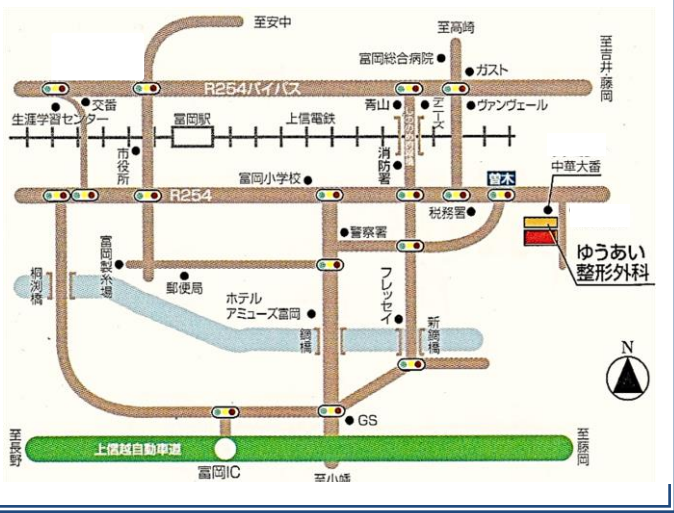 至安中
至高崎
富岡総合病院
ガスト
至吉井・藤岡
R254バイパス
交番
生涯学習センター
富岡駅
上信電鉄
青山
デニーズ
ヴァンヴェール
市役所
消防署
富岡小学校
曽木
中華大番
R254
税務署
警察署
ゆうあい
整形外科
富岡製糸場
郵便局
桐渕橋
ホテル
アミューズ富岡
フレッセイ
鏑橋
新鏑橋
N
GS
至長野
上信越自動車道
至藤岡
富岡IC
至小幡